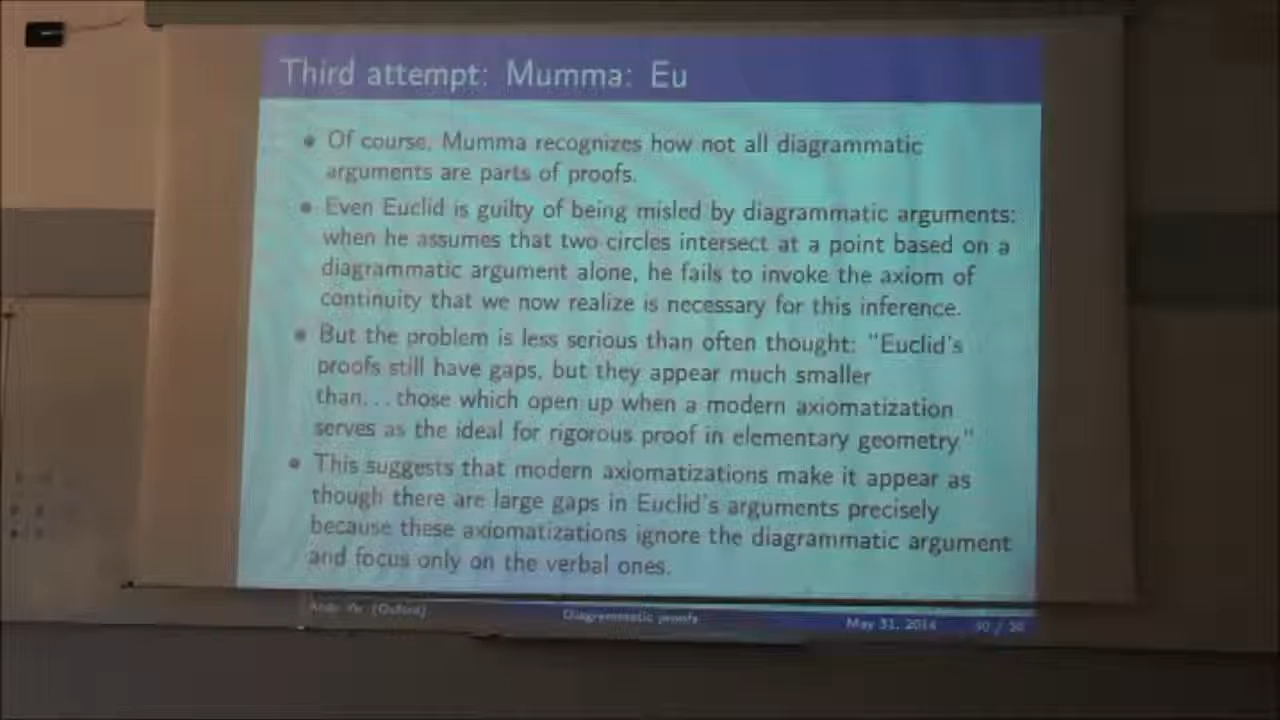 Third attempt: Mumma: Eu
Of course, Mumma recognizes how not all diagrammatic
arguments are parts of proofs.
Even Euclid is guilty of being misled by diagrammatic arguments:
when he assumes that two circles intersect at a point based on a
diagrammatic argument alone, he fails to invoke the axiom of
continuity that we now realize is necessary for this inference.
But the problem is less serious than often thought: "Euclid's
proofs still have gaps, but they appear much smaller
than...those which open up when a modern axiomatization
serves as the ideal for rigorous proof in elementary geometry."
This suggests that modern axiomatizations make it appear as
though there are large gaps in Euclid's arguments precisely
because these axiomatizations ignore the diagrammatic argument
and focus only on the verbal ones.
(Oxford)
Diagrammatic proofs
May 31, 2014